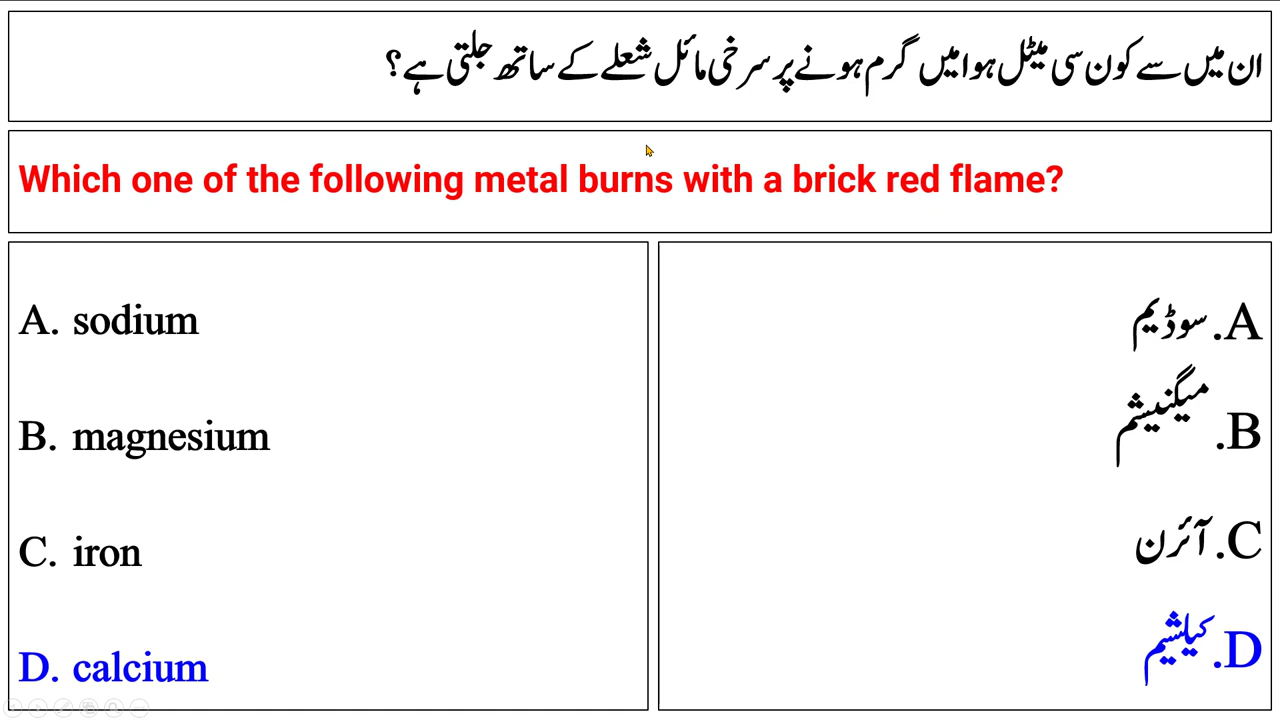 ان میں سے کون سی میٹل ہوا میں گرم ہونے پر سرخی مائل شعلے کے ساتھ جلتی ہے؟
Which one of the following metal burns with a brick red flame?
A. sodium
B. magnesium
C. iron
D. calcium
A. سوڈیم
B. میگنیشم
C. آئرن
D. کیلشیم